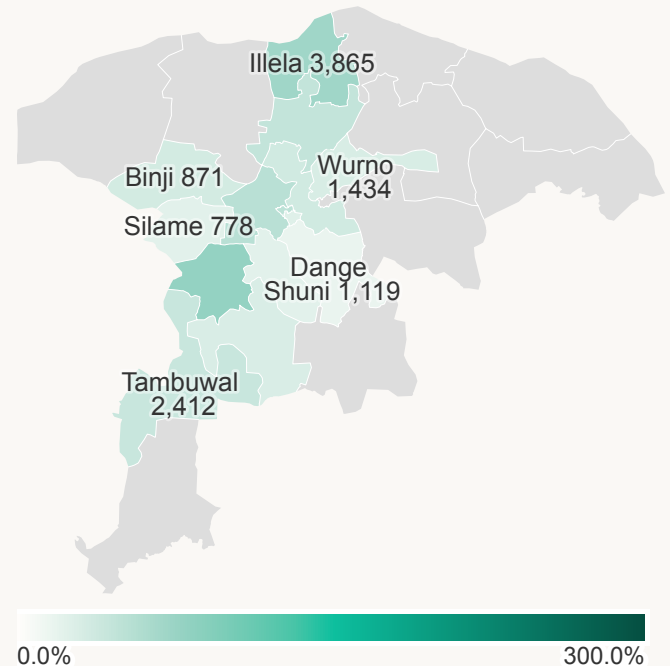 Illela 3,865
Wurno
1,434
Binji 871
Silame 778
Dange
Shuni 1,119
Tambuwal
2,412
0.0%
300.0%